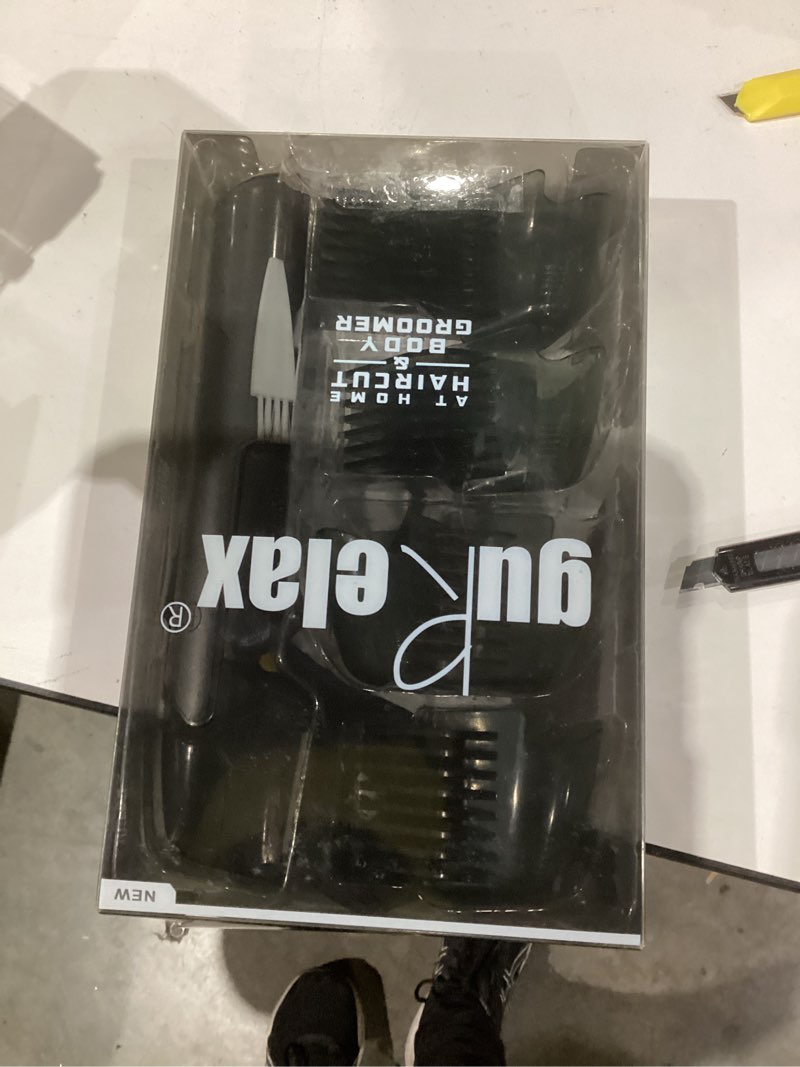 guRelax®
AT HOME
HAIRCUT
&
BODY
GROOMER
NEW